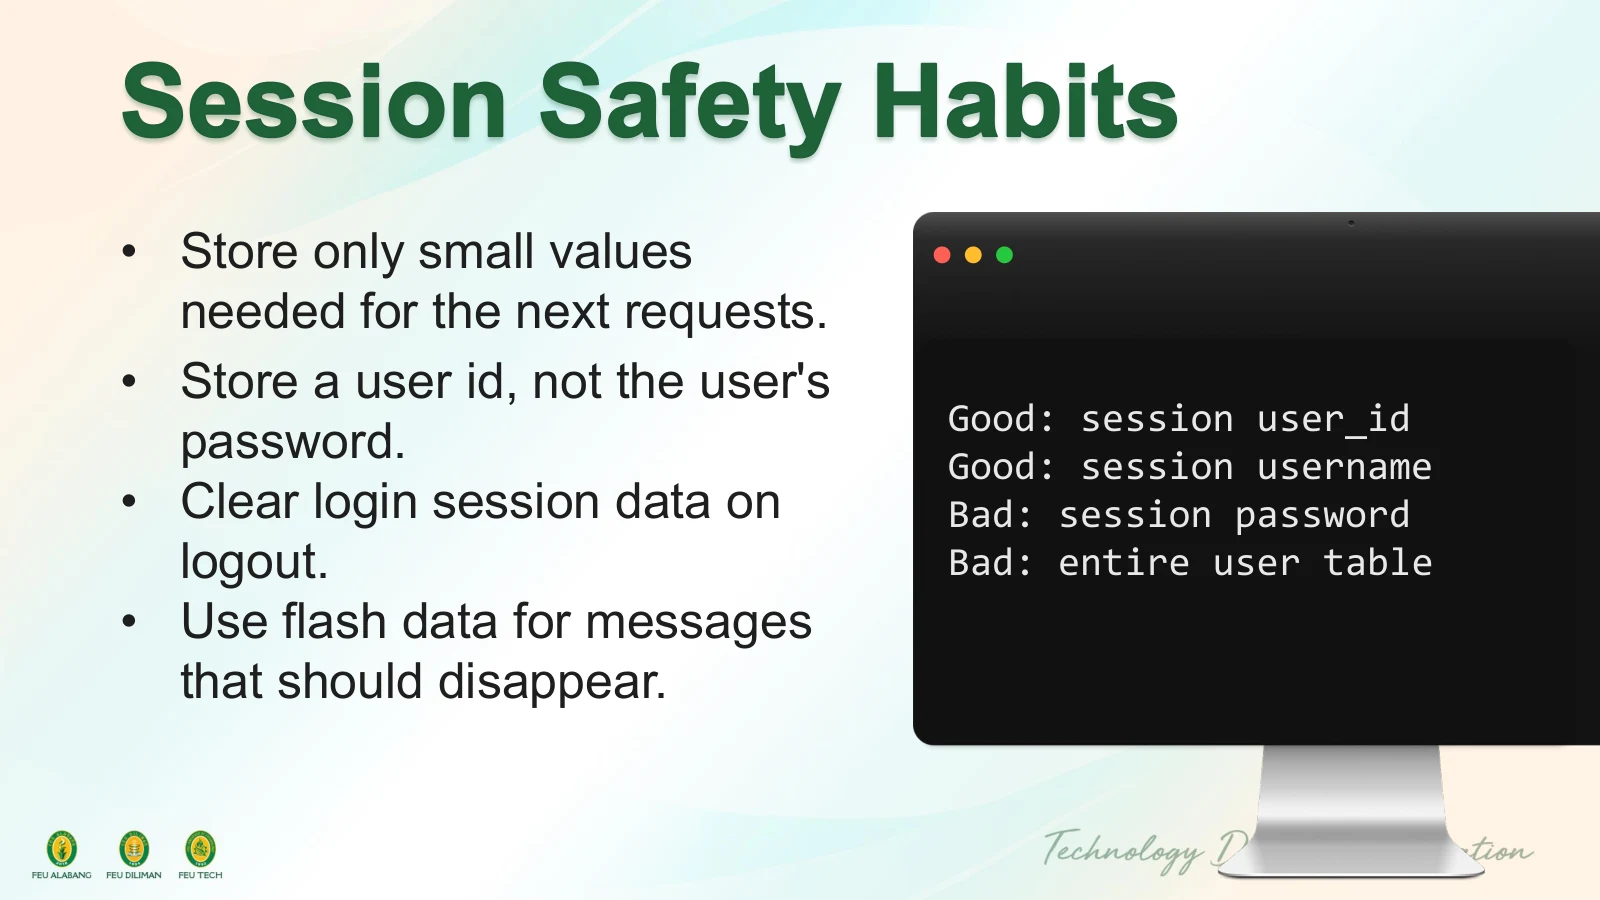 Session Safety Habits
• Store only small values
needed for the next requests.
• Store a user id, not the user's
password.
• Clear login session data on
logout.
• Use flash data for messages
that should disappear.
Good: session user_id
Good: session username
Bad: session password
Bad: entire user table
FEU ALABANG
FEU DILIMAN
FEU TECH
Technology